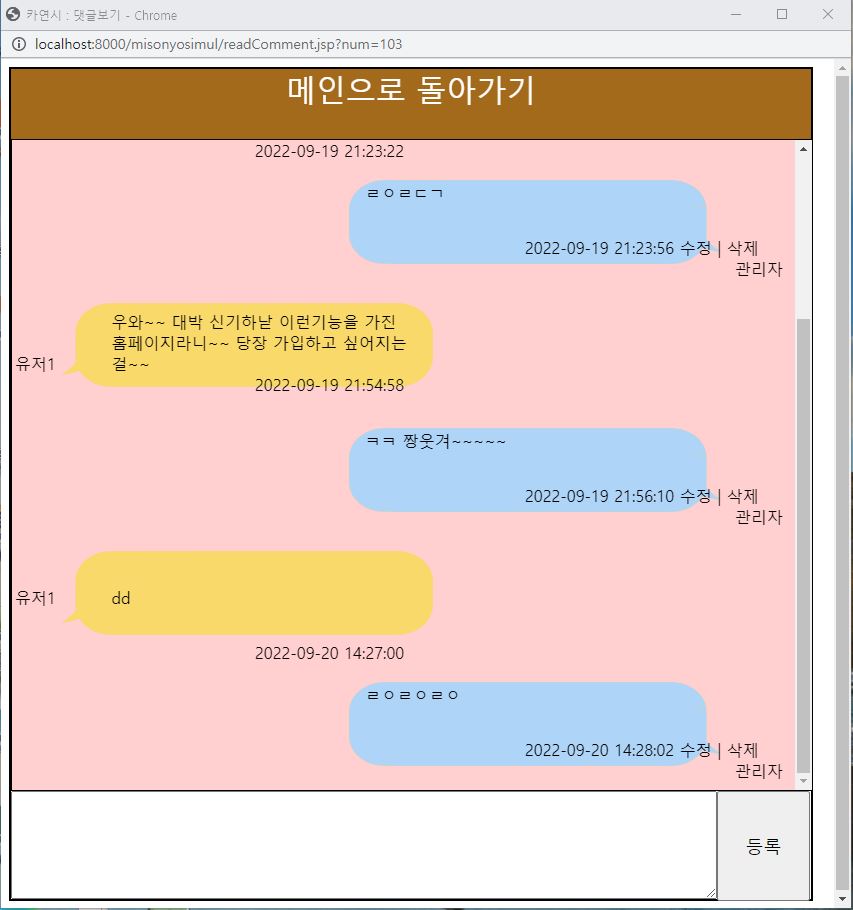 카연시 : 댓글보기 - Chrome
localhost:8000/misonyosimul/readComment.jsp?num=103
메인으로 돌아가기
2022-09-19 21:23:22
ㄹㅇㄹㄷㄱ
2022-09-19 21:23:56 수정 | 삭제
관리자
우와~~ 대박 신기하낟 이런기능을 가진
홈페이지라니~~ 당장 가입하고 싶어지는
걸~~
유저1
2022-09-19 21:54:58
ㅋㅋ 짱웃겨~~~~~
2022-09-19 21:56:10 수정 | 삭제
관리자
유저1 dd
2022-09-20 14:27:00
ㄹㅇㄹㅇㄹㅇ
2022-09-20 14:28:02 수정 | 삭제
관리자
등록